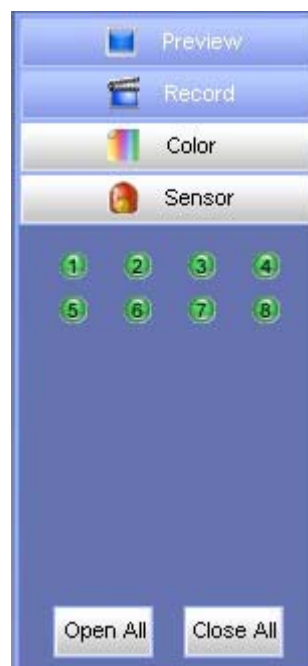 Preview
Record
Color
Sensor
1 2 3 4
5 6 7 8
Open All Close All